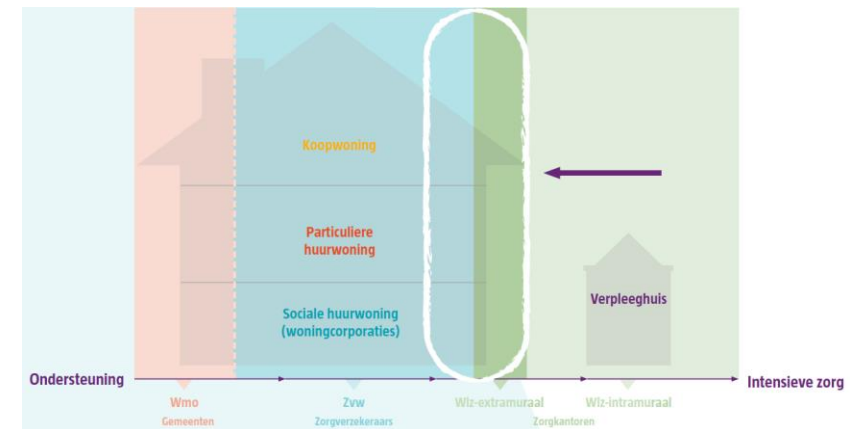 Koopwoning
Particuliere
huurwoning
Sociale huurwoning
(woningcorporaties)
Verpleeghuis
Ondersteuning
Intensieve zorg
Wmo
Zvw
Wlz-extramuraal
Wlz-intramuraal
Gemeenten
Zorgverzekeraars
Zorgkantoren